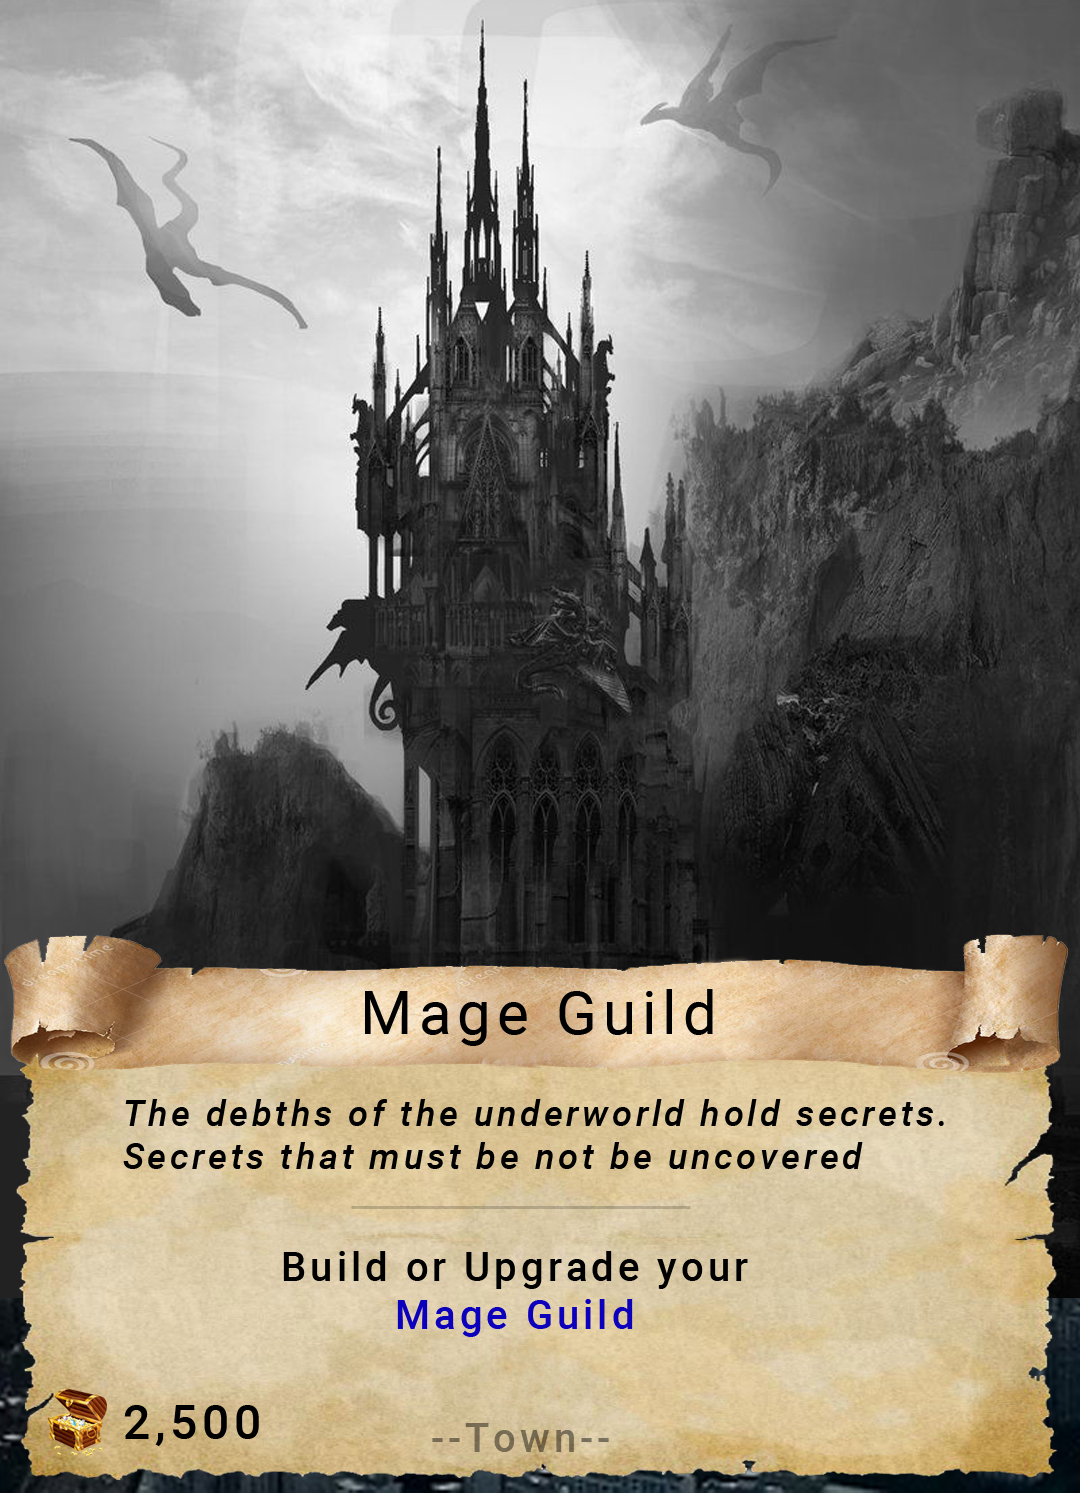 Mage Guild
The debths of the underworld hold secrets.
Secrets that must be not be uncovered
Build or Upgrade your
Mage Guild
2,500
--Town--